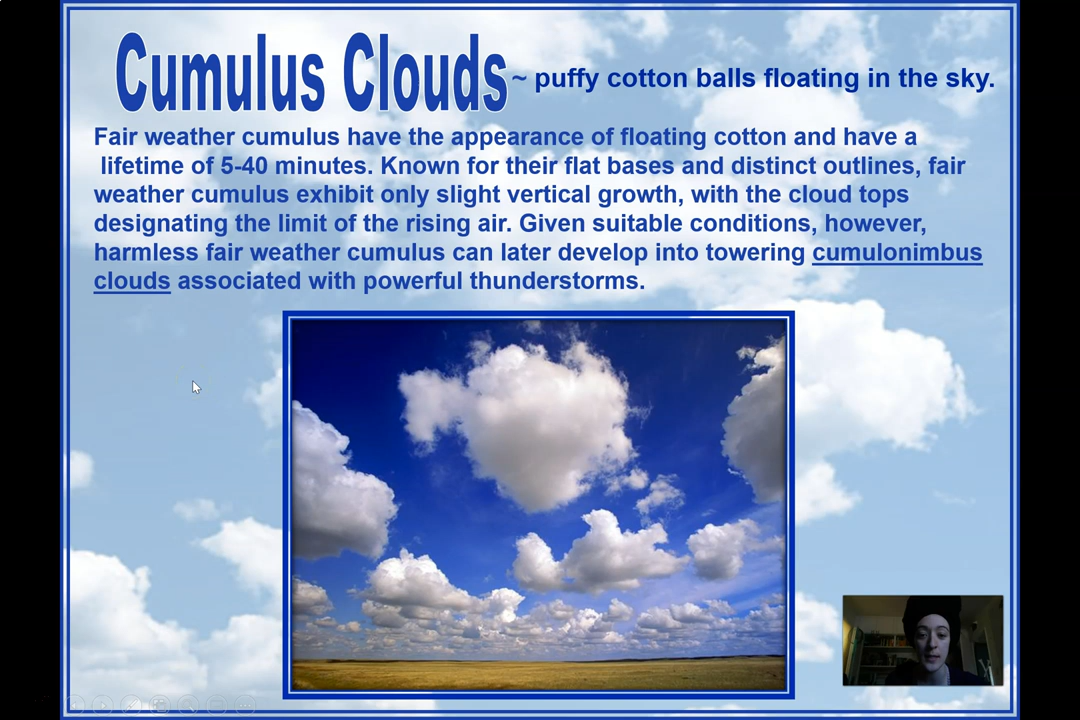 Cumulus Clouds ~ puffy cotton balls floating in the sky.
Fair weather cumulus have the appearance of floating cotton and have a
lifetime of 5-40 minutes. Known for their flat bases and distinct outlines, fair
weather cumulus exhibit only slight vertical growth, with the cloud tops
designating the limit of the rising air. Given suitable conditions, however,
harmless fair weather cumulus can later develop into towering cumulonimbus
clouds associated with powerful thunderstorms.